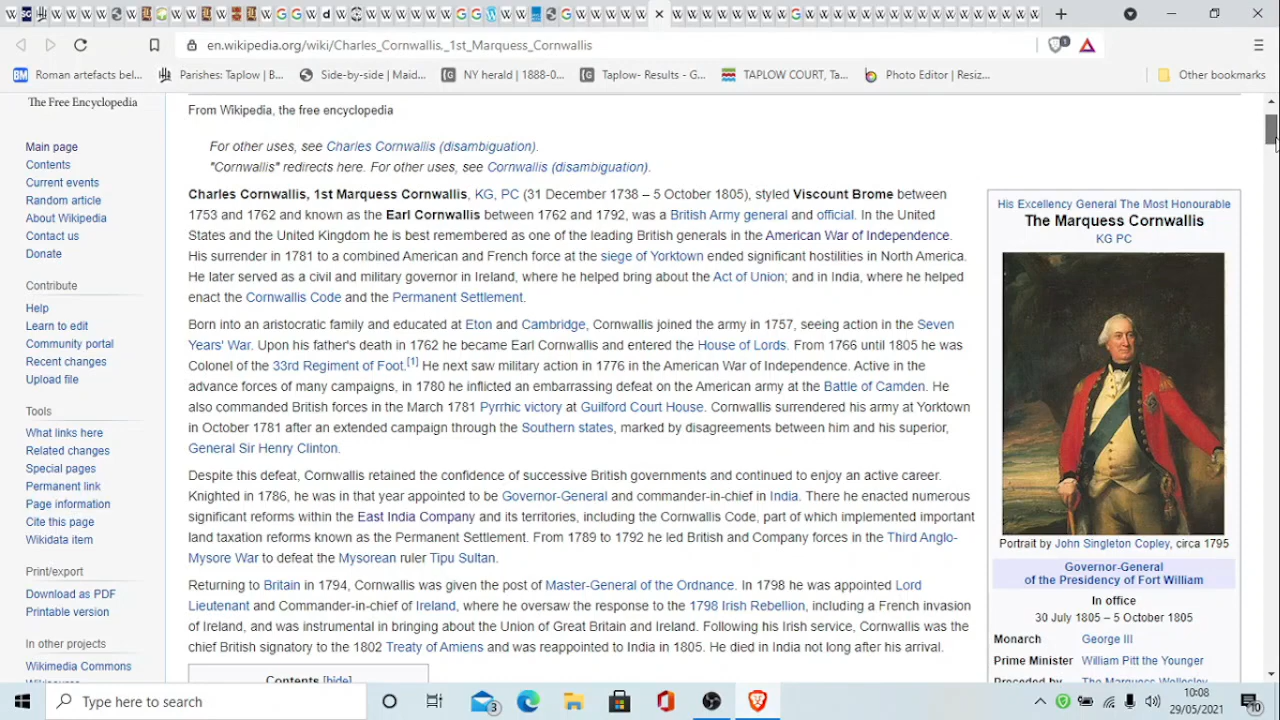 en.wikipedia.org/wiki/Charles_Cornwallis,_1st_Marquess_Cornwallis
Roman artefacts bel... Parishes: Taplow | B... Side-by-side | Maid... NY herald | 1888-0... Taplow- Results - G... TAPLOW COURT, Ta... Photo Editor | Resiz... Other bookmarks
The Free Encyclopedia
Main page
Contents
Current events
Random article
About Wikipedia
Contact us
Donate
Contribute
Help
Learn to edit
Community portal
Recent changes
Upload file
Tools
What links here
Related changes
Special pages
Permanent link
Page information
Cite this page
Wikidata item
Print/export
Download as PDF
Printable version
In other projects
Wikimedia Commons
From Wikipedia, the free encyclopedia
For other uses, see Charles Cornwallis (disambiguation).
"Cornwallis" redirects here. For other uses, see Cornwallis (disambiguation).
Charles Cornwallis, 1st Marquess Cornwallis, KG, PC (31 December 1738 – 5 October 1805), styled Viscount Brome between
1753 and 1762 and known as the Earl Cornwallis between 1762 and 1792, was a British Army general and official. In the United
States and the United Kingdom he is best remembered as one of the leading British generals in the American War of Independence.
His surrender in 1781 to a combined American and French force at the siege of Yorktown ended significant hostilities in North America.
He later served as a civil and military governor in Ireland, where he helped bring about the Act of Union; and in India, where he helped
enact the Cornwallis Code and the Permanent Settlement.
Born into an aristocratic family and educated at Eton and Cambridge, Cornwallis joined the army in 1757, seeing action in the Seven
Years' War. Upon his father's death in 1762 he became Earl Cornwallis and entered the House of Lords. From 1766 until 1805 he was
Colonel of the 33rd Regiment of Foot.[1] He next saw military action in 1776 in the American War of Independence. Active in the
advance forces of many campaigns, in 1780 he inflicted an embarrassing defeat on the American army at the Battle of Camden. He
also commanded British forces in the March 1781 Pyrrhic victory at Guilford Court House. Cornwallis surrendered his army at Yorktown
in October 1781 after an extended campaign through the Southern states, marked by disagreements between him and his superior,
General Sir Henry Clinton.
Despite this defeat, Cornwallis retained the confidence of successive British governments and continued to enjoy an active career.
Knighted in 1786, he was in that year appointed to be Governor-General and commander-in-chief in India. There he enacted numerous
significant reforms within the East India Company and its territories, including the Cornwallis Code, part of which implemented important
land taxation reforms known as the Permanent Settlement. From 1789 to 1792 he led British and Company forces in the Third Anglo-
Mysore War to defeat the Mysorean ruler Tipu Sultan.
Returning to Britain in 1794, Cornwallis was given the post of Master-General of the Ordnance. In 1798 he was appointed Lord
Lieutenant and Commander-in-chief of Ireland, where he oversaw the response to the 1798 Irish Rebellion, including a French invasion
of Ireland, and was instrumental in bringing about the Union of Great Britain and Ireland. Following his Irish service, Cornwallis was the
chief British signatory to the 1802 Treaty of Amiens and was reappointed to India in 1805. He died in India not long after his arrival.
Contents [hide]
His Excellency General The Most Honourable
The Marquess Cornwallis
KG PC
Portrait by John Singleton Copley, circa 1795
Governor-General
of the Presidency of Fort William
In office
30 July 1805 – 5 October 1805
Monarch George III
Prime Minister William Pitt the Younger
Preceded by The Marquess Wellesley
Type here to search
3
10:08
29/05/2021
10